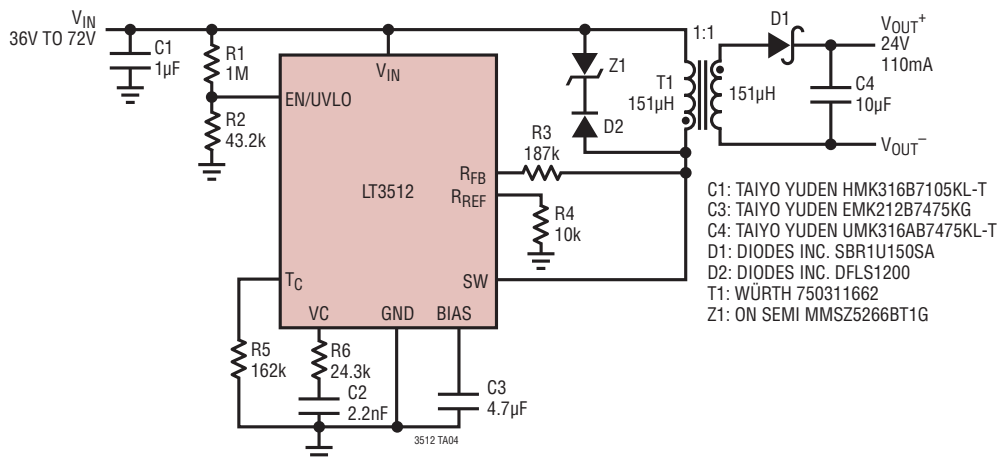 VIN
36V TO 72V
C1
1µF
R1
1M
R2
43.2k
EN/UVLO
VIN
LT3512
RFB
RREF
SW
TC
VC
GND
BIAS
R3
187k
R4
10k
R5
162k
R6
24.3k
C2
2.2nF
C3
4.7µF
3512 TA04
Z1
D2
T1
151µH
1:1
151µH
D1
C4
10µF
VOUT+
24V
110mA
VOUT–
C1: TAIYO YUDEN HMK316B7105KL-T
C3: TAIYO YUDEN EMK212B7475KG
C4: TAIYO YUDEN UMK316AB7475KL-T
D1: DIODES INC. SBR1U150SA
D2: DIODES INC. DFLS1200
T1: WÜRTH 750311662
Z1: ON SEMI MMSZ5266BT1G